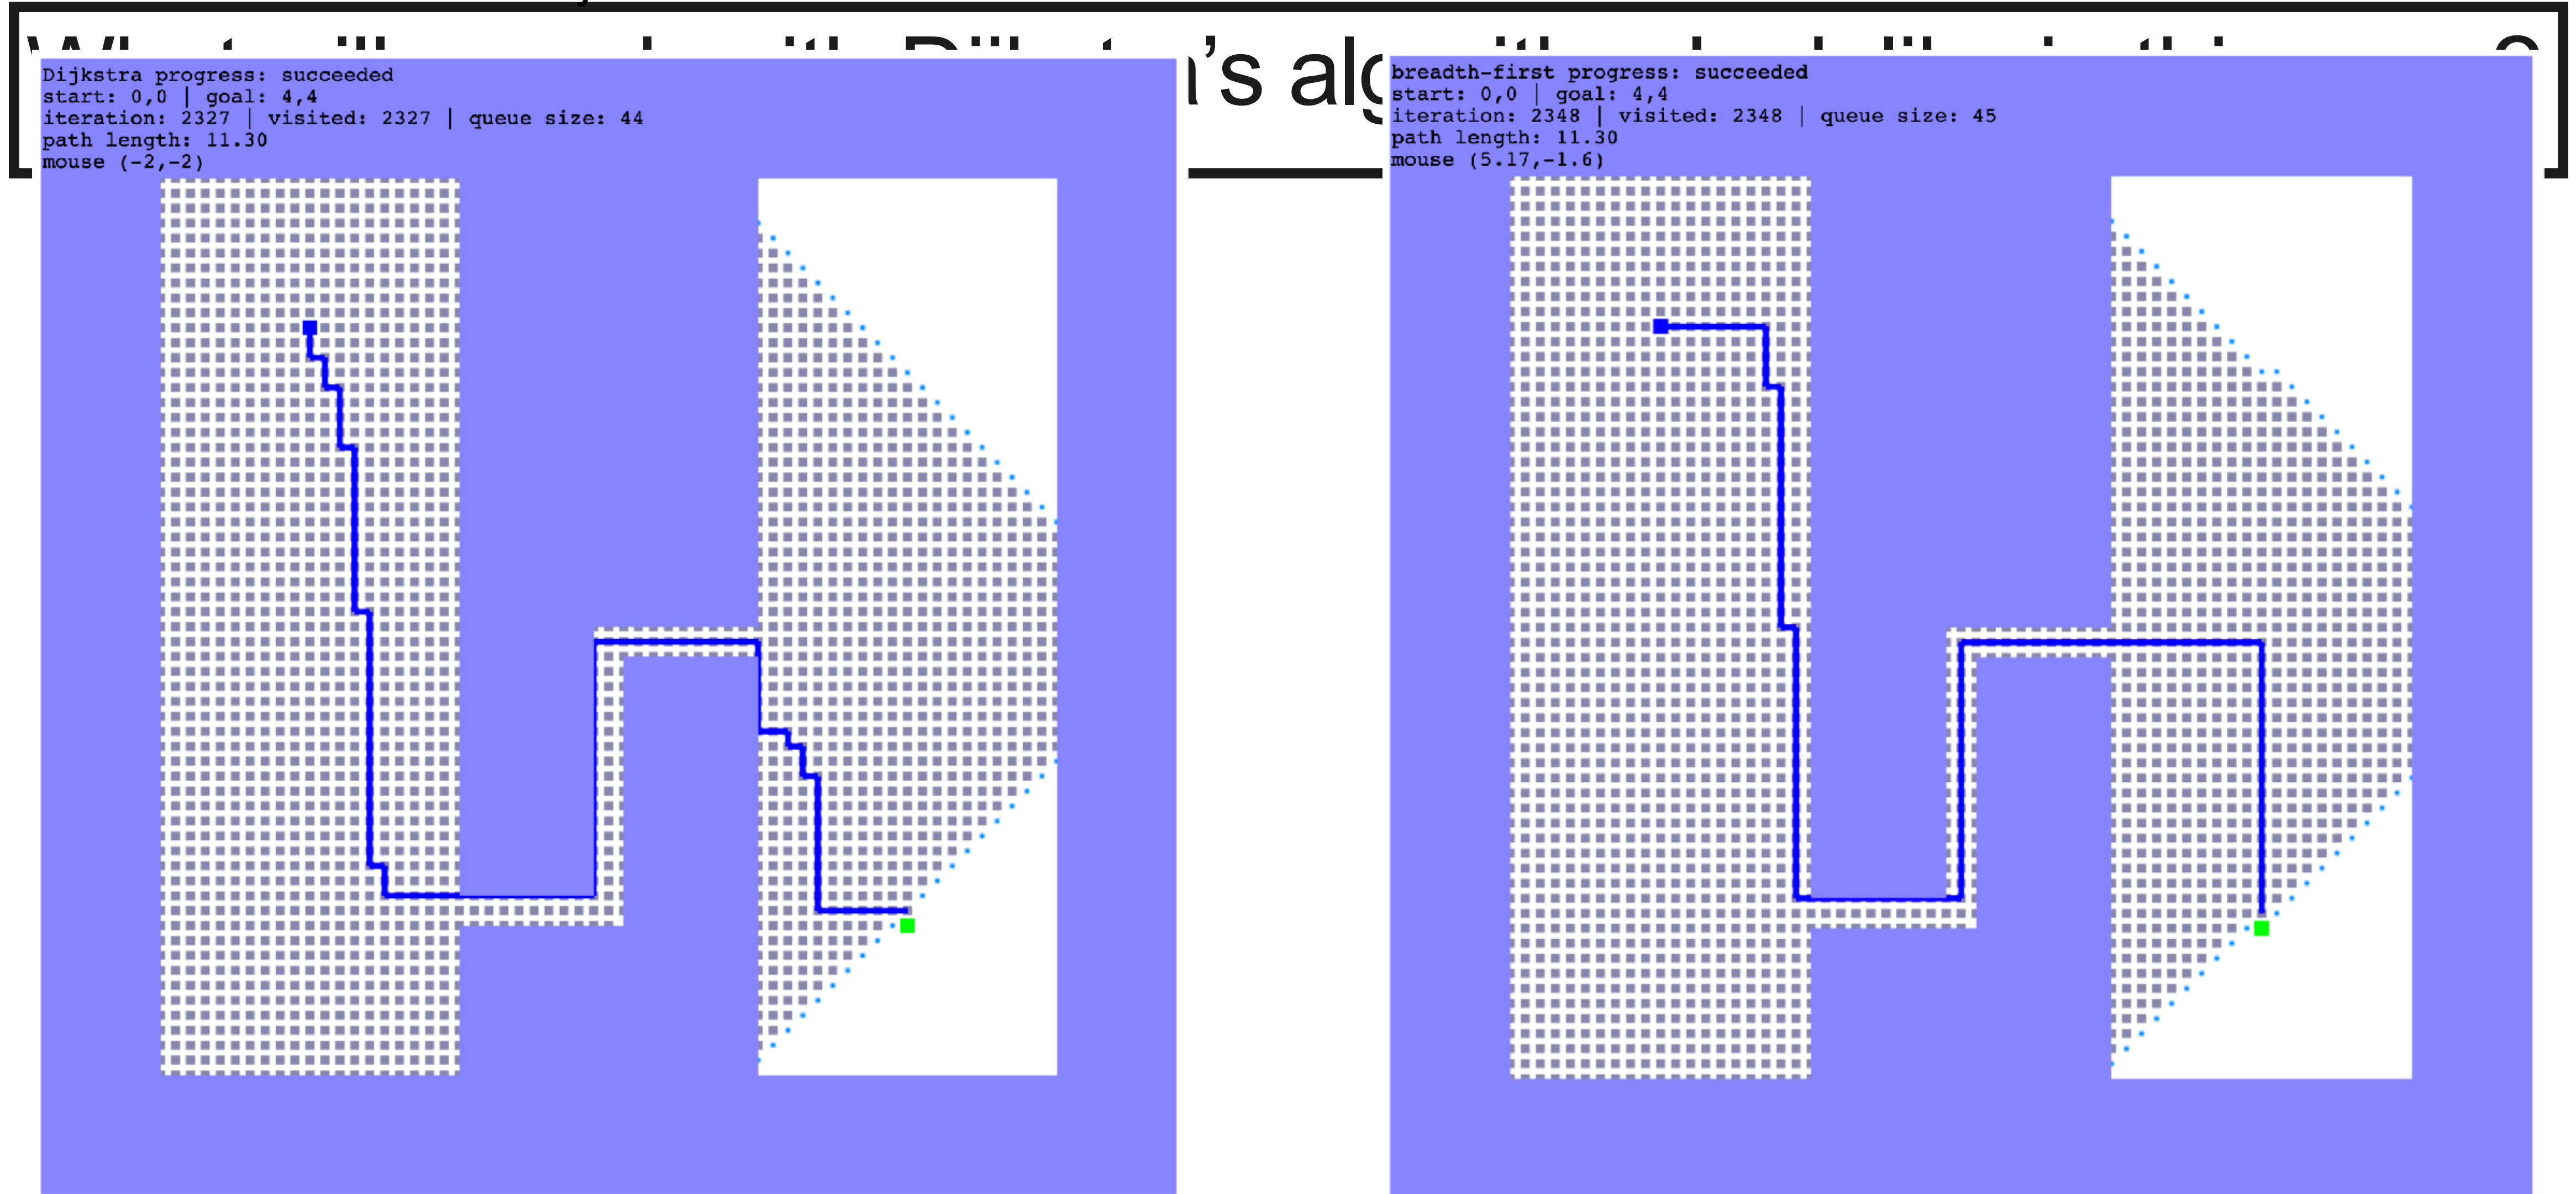 ’s alg
Dijkstra progress: succeeded
start: 0,0 | goal: 4,4
iteration: 2327 | visited: 2327 | queue size: 44
path length: 11.30
mouse (-2,-2)
breadth-first progress: succeeded
start: 0,0 | goal: 4,4
iteration: 2348 | visited: 2348 | queue size: 45
path length: 11.30
mouse (5.17,-1.6)